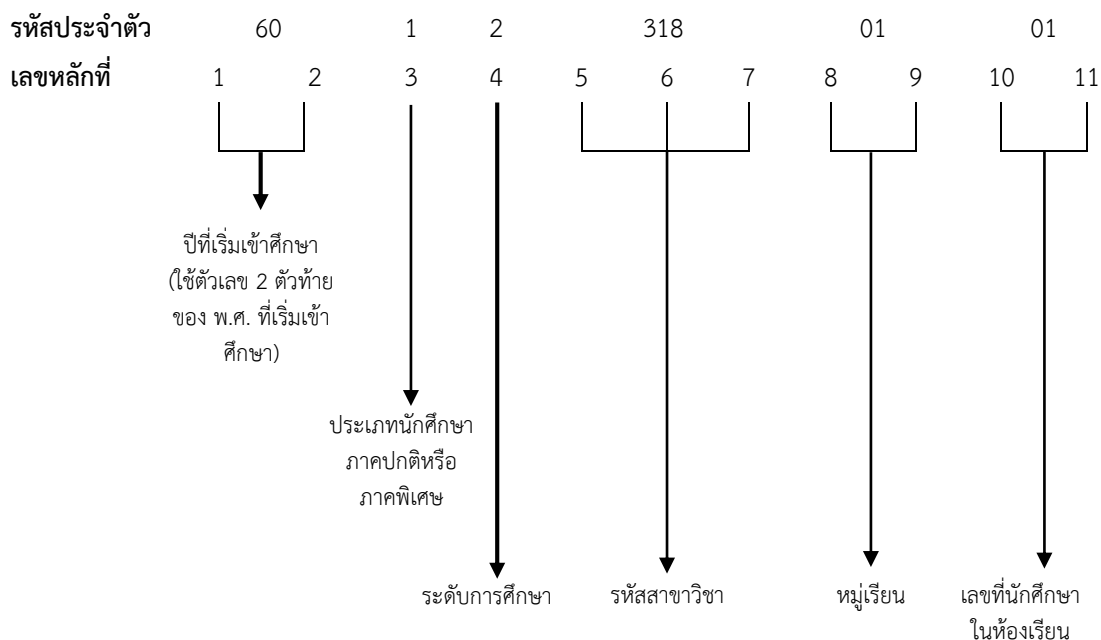 รหัสประจำตัว 60 1 2 318 01 01
เลขหลักที่ 1 2 3 4 5 6 7 8 9 10 11
ปีที่เริ่มเข้าศึกษา
(ใช้ตัวเลข 2 ตัวท้าย
ของ พ.ศ. ที่เริ่มเข้า
ศึกษา)
ประเภทนักศึกษา
ภาคปกติหรือ
ภาคพิเศษ
ระดับการศึกษา
รหัสสาขาวิชา
หมู่เรียน
เลขที่นักศึกษา
ในห้องเรียน